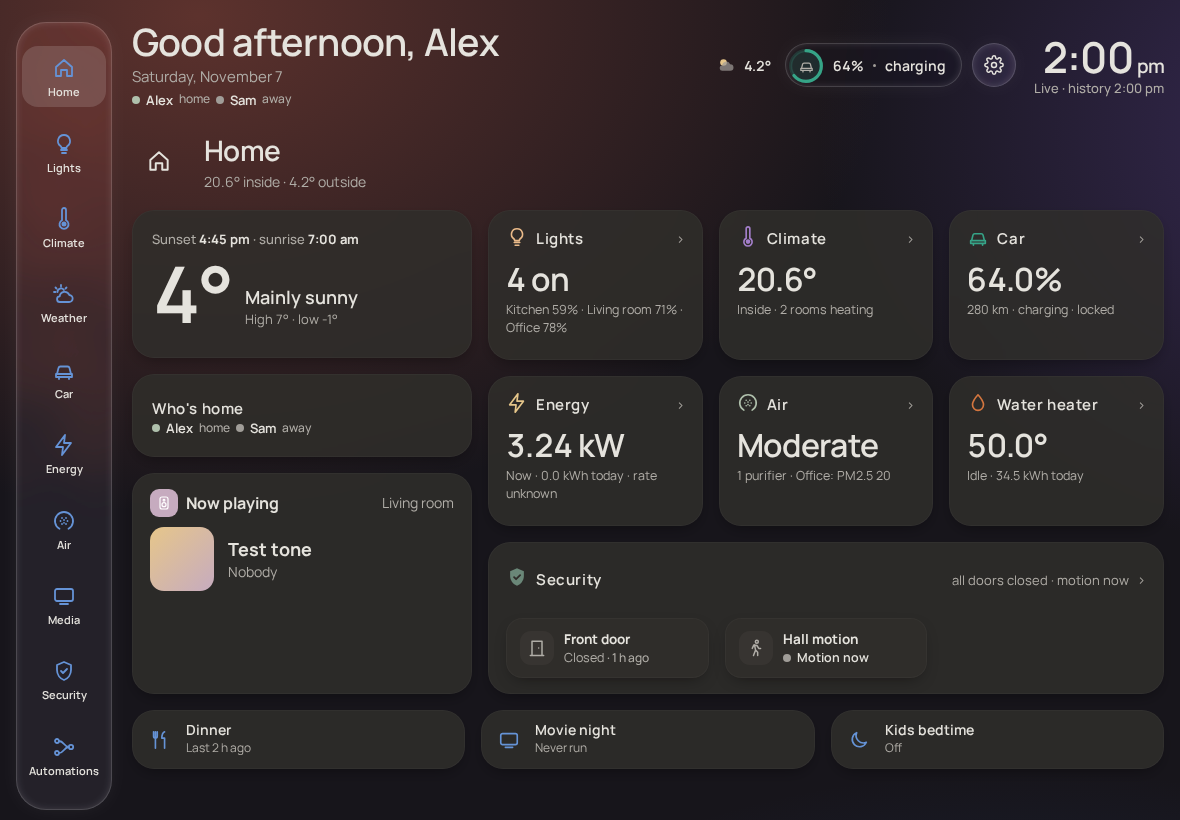 Good afternoon, Alex
Saturday, November 7
Alex home Sam away
4.2°
64% • charging
2:00 pm
Live · history 2:00 pm
Home
Lights
Climate
Weather
Car
Energy
Air
Media
Security
Automations
Home
20.6° inside · 4.2° outside
Sunset 4:45 pm · sunrise 7:00 am
4°
Mainly sunny
High 7° · low -1°
Who's home
Alex home Sam away
Now playing
Living room
Test tone
Nobody
Lights
4 on
Kitchen 59% · Living room 71% ·
Office 78%
Climate
20.6°
Inside · 2 rooms heating
Car
64.0%
280 km · charging · locked
Energy
3.24 kW
Now · 0.0 kWh today · rate
unknown
Air
Moderate
1 purifier · Office: PM2.5 20
Water heater
50.0°
Idle · 34.5 kWh today
Security
all doors closed · motion now
Front door
Closed · 1 h ago
Hall motion
Motion now
Dinner
Last 2 h ago
Movie night
Never run
Kids bedtime
Off